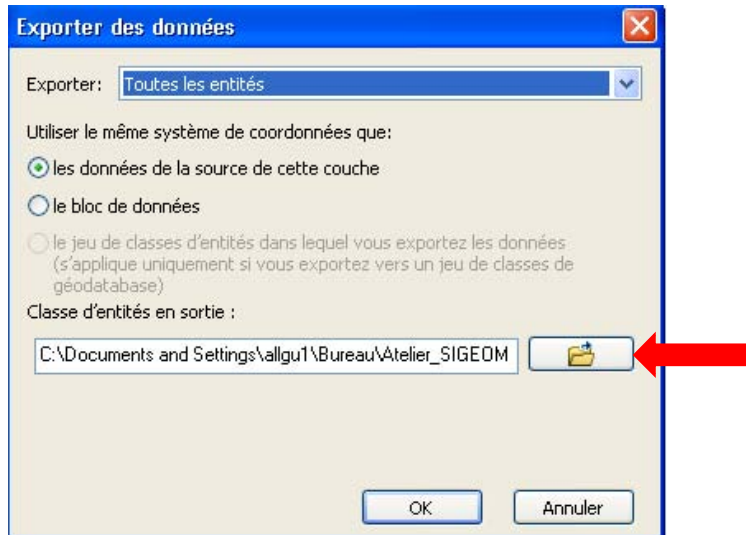 Exporter des données
Exporter: Toutes les entités
Utiliser le même système de coordonnées que:
les données de la source de cette couche
le bloc de données
le jeu de classes d'entités dans lequel vous exportez les données
(s'applique uniquement si vous exportez vers un jeu de classes de
géodatabase)
Classe d'entités en sortie :
C:\Documents and Settings\allgu1\Bureau\Atelier_SIGEOM
OK Annuler